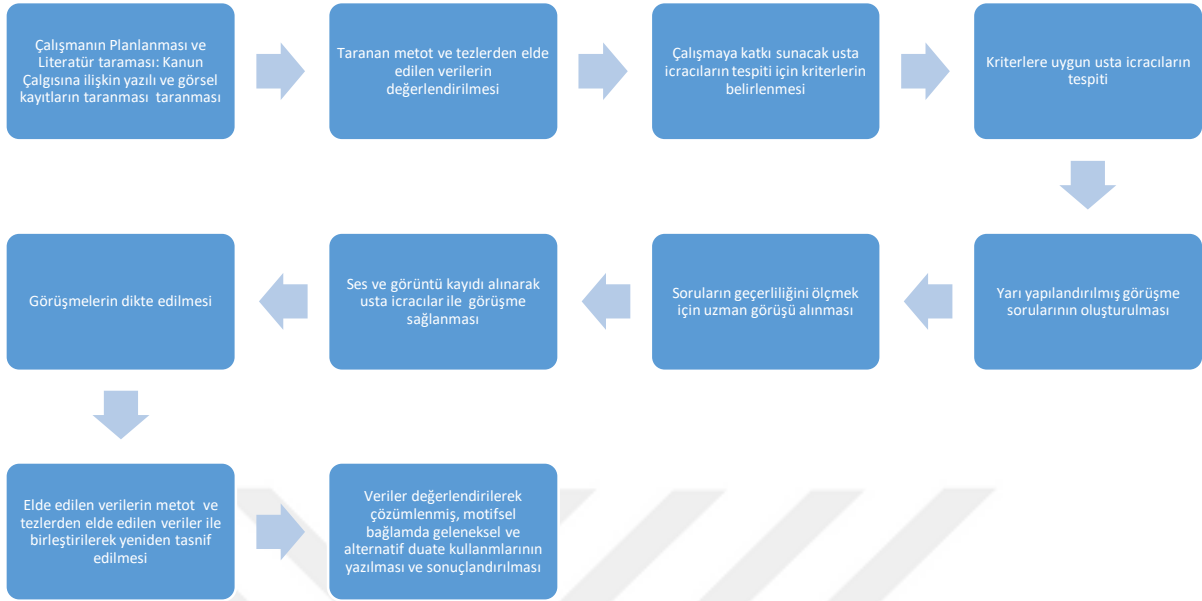 Çalışmanın Planlanması ve
Literatür taraması: Kanun
Çalgısına ilişkin yazılı ve görsel
kayıtların taranması taranması
Taranan metot ve tezlerden elde
edilen verilerin
değerlendirilmesi
Çalışmaya katkı sunacak usta
icracıların tespiti için kriterlerin
belirlenmesi
Kriterlere uygun usta icracıların
tespiti
Yarı yapılandırılmış görüşme
sorularının oluşturulması
Soruların geçerliliğini ölçmek
için uzman görüşü alınması
Ses ve görüntü kayıdı alınarak
usta icracılar ile görüşme
sağlanması
Görüşmelerin dikte edilmesi
Elde edilen verilerin metot ve
tezlerden elde edilen veriler ile
birleştirilerek yeniden tasnif
edilmesi
Veriler değerlendirilerek
çözümlenmiş, motifsel
bağlamda geleneksel ve
alternatif duate kullanmlarının
yazılması ve sonuçlandırılması